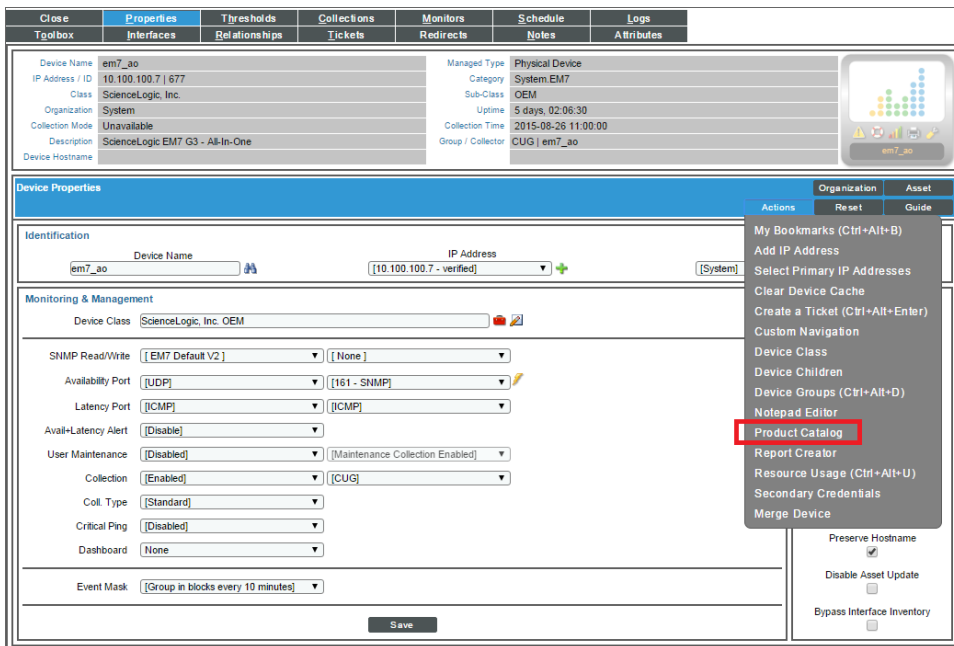 Close Properties Thresholds Collections Monitors Schedule Logs
Toolbox Interfaces Relationships Tickets Redirects Notes Attributes
Device Name em7_ao Managed Type Physical Device
IP Address / ID 10.100.100.7 | 677 Category System.EM7
Class ScienceLogic, Inc. Sub-Class OEM
Organization System Uptime 5 days, 02:06:30
Collection Mode Unavailable Collection Time 2015-08-26 11:00:00
Description ScienceLogic EM7 G3 - All-In-One Group / Collector CUG | em7_ao
Device Hostname
em7_ao
Device Properties Organization Asset
Actions Reset Guide
Identification
Device Name IP Address
em7_ao [10.100.100.7 - verified] [System]
Monitoring & Management
Device Class ScienceLogic, Inc. OEM
SNMP Read/Write [ EM7 Default V2 ] [ None ]
Availability Port [UDP] [161 - SNMP]
Latency Port [ICMP] [ICMP]
Avail+Latency Alert [Disable]
User Maintenance [Disabled] [Maintenance Collection Enabled]
Collection [Enabled] [CUG]
Coll. Type [Standard]
Critical Ping [Disabled]
Dashboard None
Event Mask [Group in blocks every 10 minutes]
Save
My Bookmarks (Ctrl+Alt+B)
Add IP Address
Select Primary IP Addresses
Clear Device Cache
Create a Ticket (Ctrl+Alt+Enter)
Custom Navigation
Device Class
Device Children
Device Groups (Ctrl+Alt+D)
Notepad Editor
Product Catalog
Report Creator
Resource Usage (Ctrl+Alt+U)
Secondary Credentials
Merge Device
Preserve Hostname
Disable Asset Update
Bypass Interface Inventory